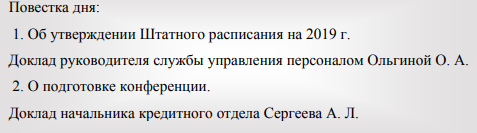 Повестка дня:
1. Об утверждении Штатного расписания на 2019 г.
Доклад руководителя службы управления персоналом Ольгиной О. А.
2. О подготовке конференции.
Доклад начальника кредитного отдела Сергеева А. Л.